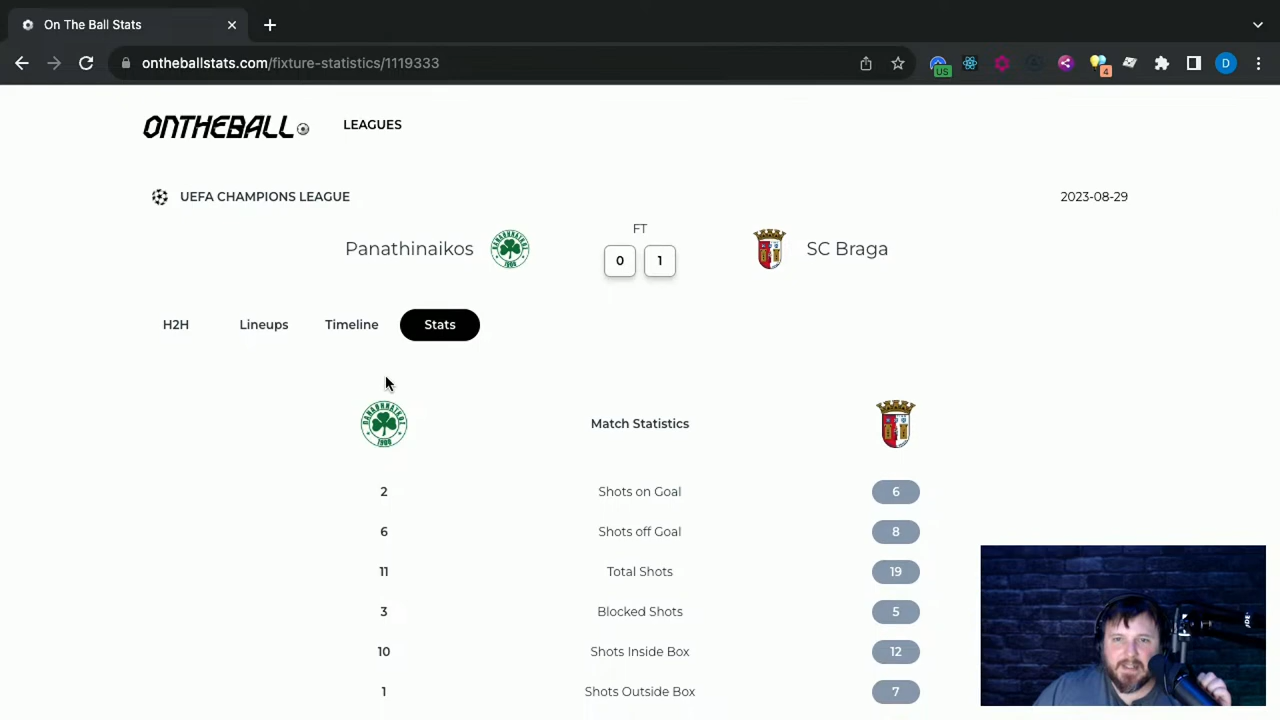 On The Ball Stats
ontheballstats.com/fixture-statistics/1119333
US
4
D
ONTHEBALL
LEAGUES
UEFA CHAMPIONS LEAGUE
2023-08-29
FT
Panathinaikos
0
1
SC Braga
H2H
Lineups
Timeline
Stats
Match Statistics
2
Shots on Goal
6
6
Shots off Goal
8
11
Total Shots
19
3
Blocked Shots
5
10
Shots Inside Box
12
1
Shots Outside Box
7